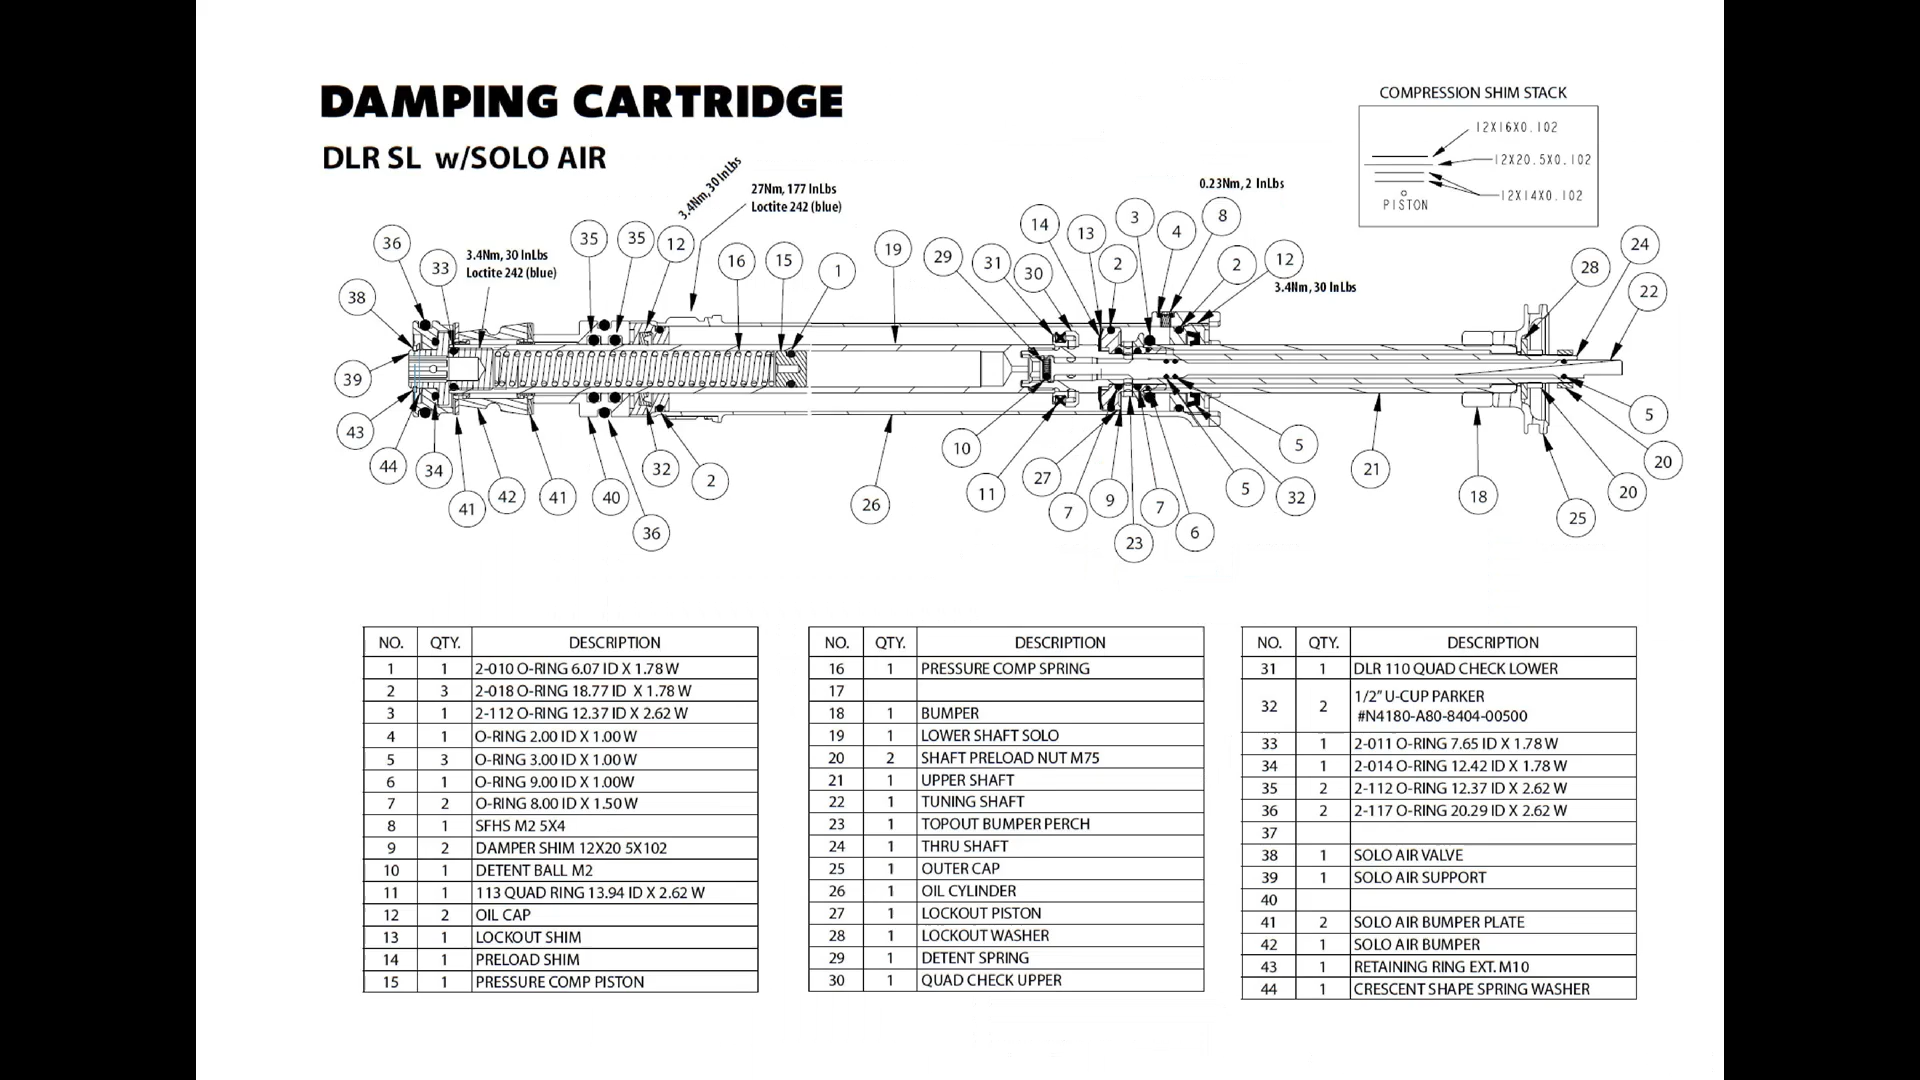 DAMPING CARTRIDGE
DLR SL w/SOLO AIR
COMPRESSION SHIM STACK
12X16X0.102
12X20.5X0.102
12X14X0.102
PISTON
3.4Nm, 30 InLbs
27Nm, 177 InLbs
Loctite 242 (blue)
0.23Nm, 2 InLbs
3.4Nm, 30 InLbs
Loctite 242 (blue)
3.4Nm, 30 InLbs
36 33 38 39 43 44 34 41 42 41 40 36
35 35 12 16 15 1 19 32 2 26
29 31 30 14 13 2 3 4 8 2 12
10 11 27 7 9 23 7 6 5 32 5
28 24 22 21 18 25 20 20 5
NO. QTY. DESCRIPTION
1 1 2-010 O-RING 6.07 ID X 1.78 W
2 3 2-018 O-RING 18.77 ID X 1.78 W
3 1 2-112 O-RING 12.37 ID X 2.62 W
4 1 O-RING 2.00 ID X 1.00 W
5 3 O-RING 3.00 ID X 1.00 W
6 1 O-RING 9.00 ID X 1.00W
7 2 O-RING 8.00 ID X 1.50 W
8 1 SFHS M2 5X4
9 2 DAMPER SHIM 12X20 5X102
10 1 DETENT BALL M2
11 1 113 QUAD RING 13.94 ID X 2.62 W
12 2 OIL CAP
13 1 LOCKOUT SHIM
14 1 PRELOAD SHIM
15 1 PRESSURE COMP PISTON
NO. QTY. DESCRIPTION
16 1 PRESSURE COMP SPRING
17
18 1 BUMPER
19 1 LOWER SHAFT SOLO
20 2 SHAFT PRELOAD NUT M75
21 1 UPPER SHAFT
22 1 TUNING SHAFT
23 1 TOPOUT BUMPER PERCH
24 1 THRU SHAFT
25 1 OUTER CAP
26 1 OIL CYLINDER
27 1 LOCKOUT PISTON
28 1 LOCKOUT WASHER
29 1 DETENT SPRING
30 1 QUAD CHECK UPPER
NO. QTY. DESCRIPTION
31 1 DLR 110 QUAD CHECK LOWER
32 2 1/2” U-CUP PARKER
#N4180-A80-8404-00500
33 1 2-011 O-RING 7.65 ID X 1.78 W
34 1 2-014 O-RING 12.42 ID X 1.78 W
35 2 2-112 O-RING 12.37 ID X 2.62 W
36 2 2-117 O-RING 20.29 ID X 2.62 W
37
38 1 SOLO AIR VALVE
39 1 SOLO AIR SUPPORT
40
41 2 SOLO AIR BUMPER PLATE
42 1 SOLO AIR BUMPER
43 1 RETAINING RING EXT. M10
44 1 CRESCENT SHAPE SPRING WASHER